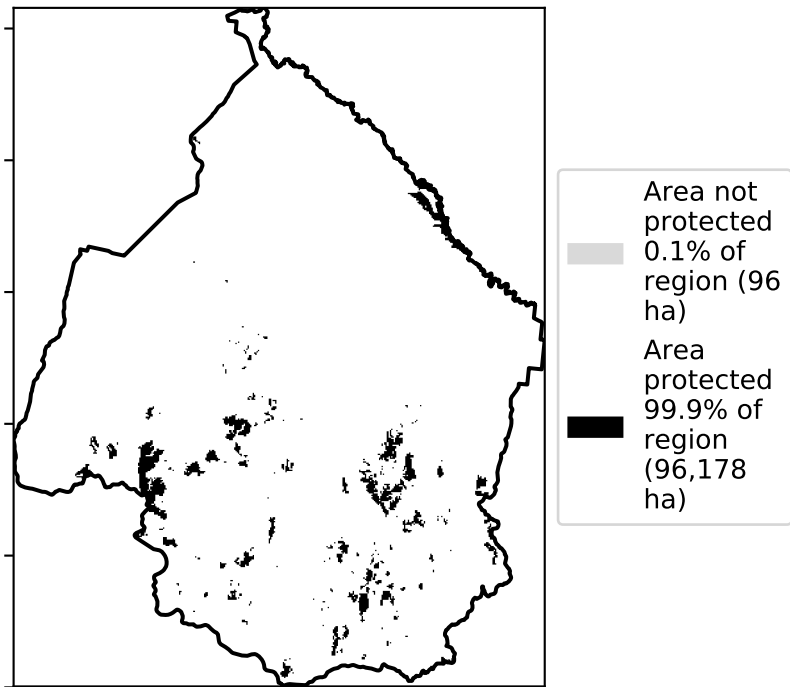 Area not
protected
0.1% of
region (96
ha)
Area
protected
99.9% of
region
(96,178
ha)